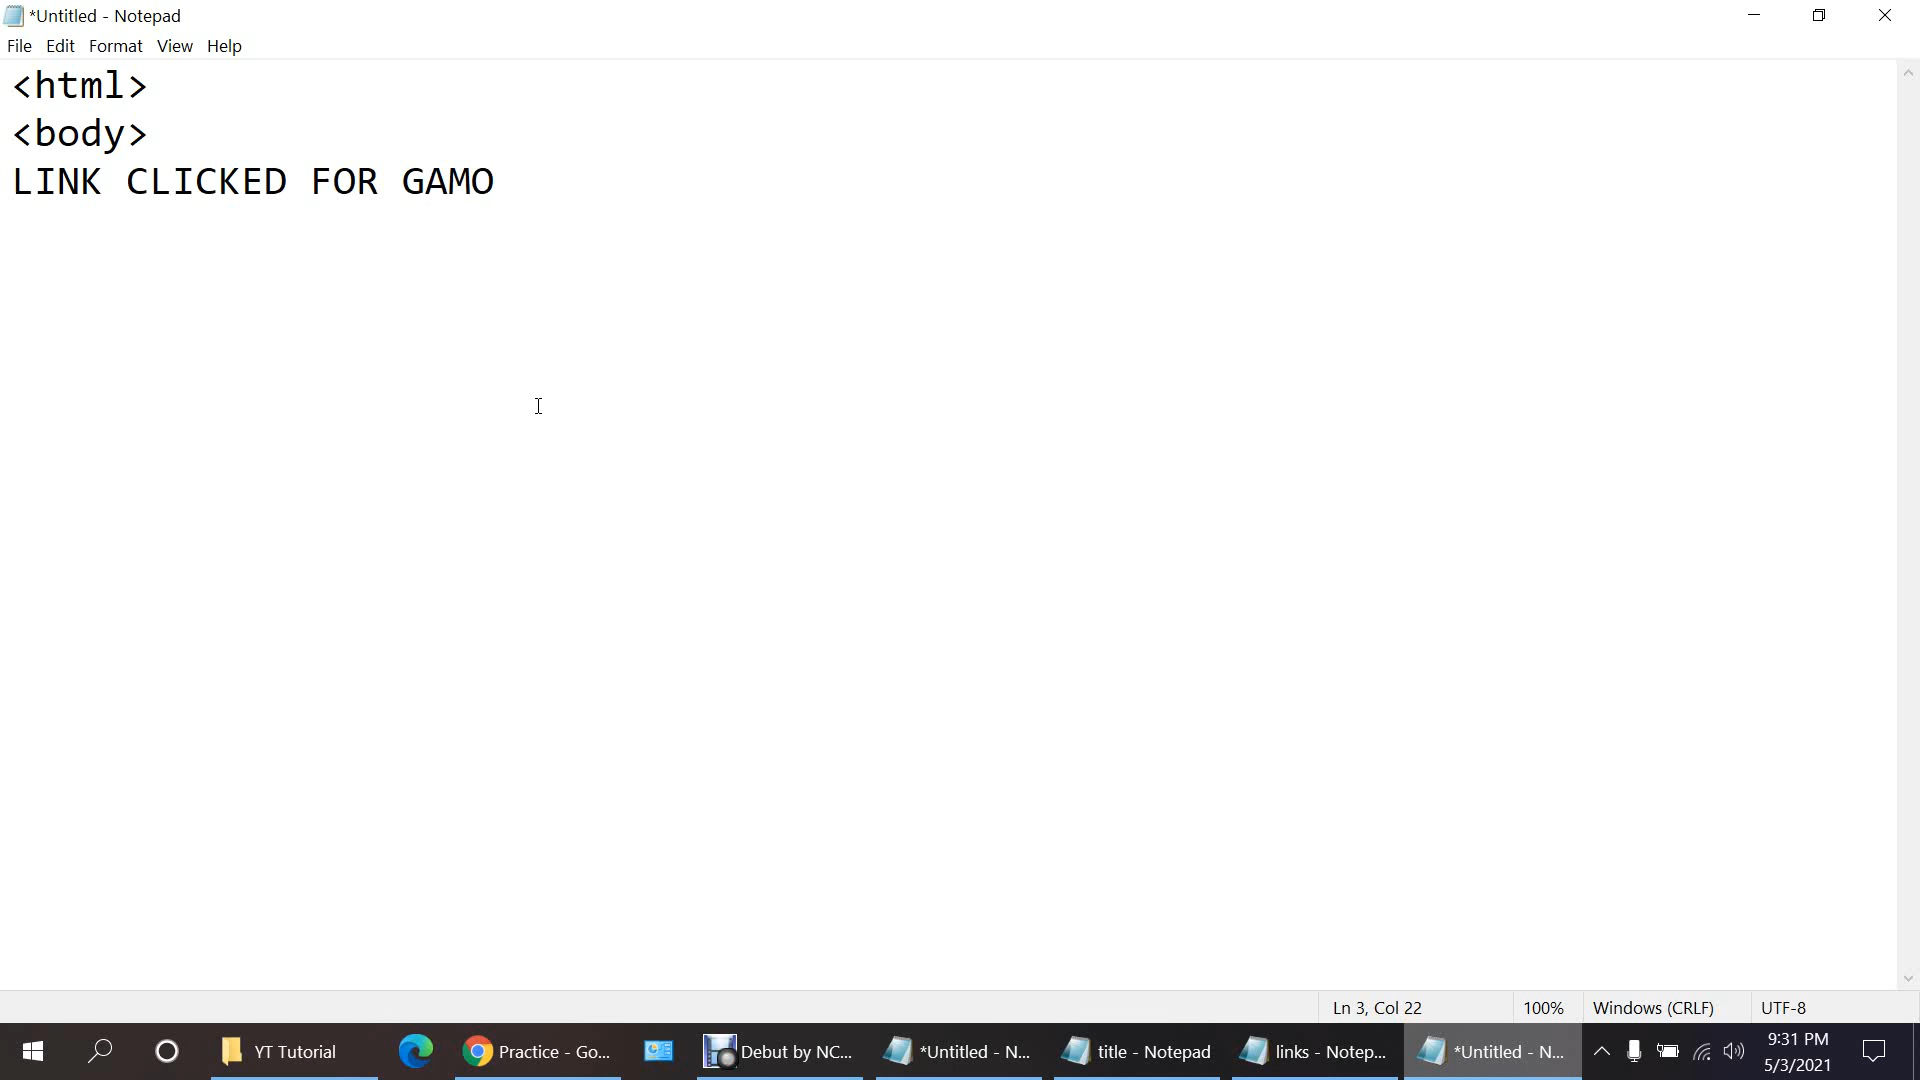 *Untitled - Notepad
File Edit Format View Help
<html>
<body>
LINK CLICKED FOR GAMO
Ln 3, Col 22 100% Windows (CRLF) UTF-8
YT Tutorial Practice - Go... Debut by NC... *Untitled - N... title - Notepad links - Notep... *Untitled - N... 9:31 PM
5/3/2021